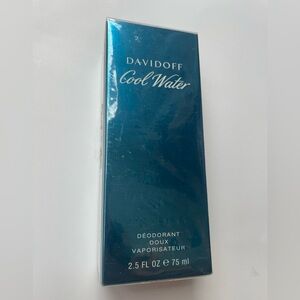 DAVIDOFF
Cool Water
DÉODORANT
DOUX
VAPORISATEUR
2.5 FL OZ ℮ 75 ml